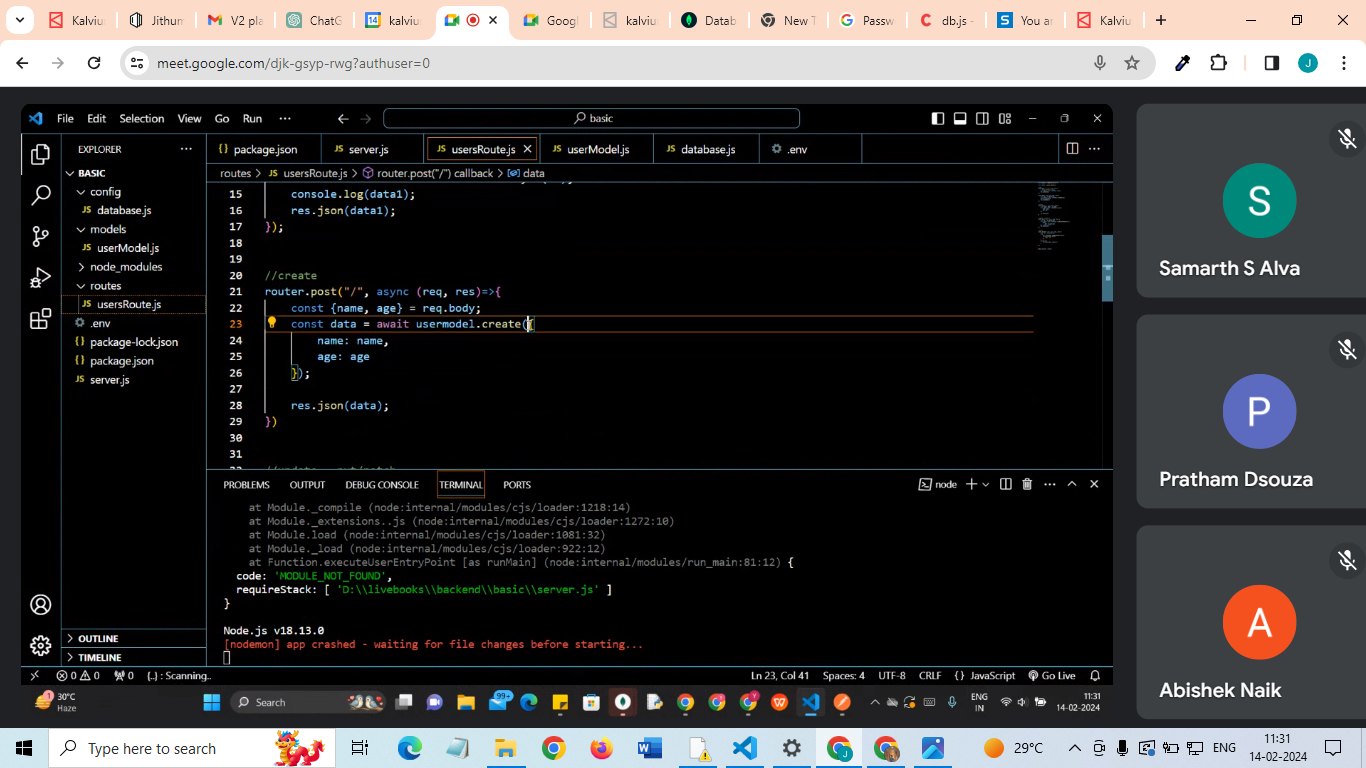 Kalviu
Jithun
V2 pla
ChatG
kalviu
Googl
kalviu
Datab
New T
Passw
db.js -
You ar
Kalviu
meet.google.com/djk-gsyp-rwg?authuser=0
J
File Edit Selection View Go Run ··· basic
EXPLORER ···
package.json
JS server.js
JS usersRoute.js
JS userModel.js
JS database.js
.env
BASIC
config
JS database.js
models
JS userModel.js
node_modules
routes
JS usersRoute.js
.env
{} package-lock.json
{} package.json
JS server.js
OUTLINE
TIMELINE
routes > JS usersRoute.js > router.post("/") callback > data
15 console.log(data1);
16 res.json(data1);
17 });
18
19
20 //create
21 router.post("/", async (req, res)=>{
22 const {name, age} = req.body;
23 const data = await usermodel.create({
24 name: name,
25 age: age
26 });
27
28 res.json(data);
29 })
30
31
PROBLEMS OUTPUT DEBUG CONSOLE TERMINAL PORTS node
at Module._compile (node:internal/modules/cjs/loader:1218:14)
at Module._extensions..js (node:internal/modules/cjs/loader:1272:10)
at Module.load (node:internal/modules/cjs/loader:1081:32)
at Module._load (node:internal/modules/cjs/loader:922:12)
at Function.executeUserEntryPoint [as runMain] (node:internal/modules/run_main:81:12) {
code: 'MODULE_NOT_FOUND',
requireStack: [ 'D:\\livebooks\\backend\\basic\\server.js' ]
}
Node.js v18.13.0
[nodemon] app crashed - waiting for file changes before starting...
0 0 0 {..} : Scanning.. Ln 23, Col 41 Spaces: 4 UTF-8 CRLF {} JavaScript Go Live
1 30°C
Haze
Search
99+
ENG
IN
11:31
14-02-2024
S
Samarth S Alva
P
Pratham Dsouza
A
Abishek Naik
Type here to search
29°C
ENG
11:31
14-02-2024